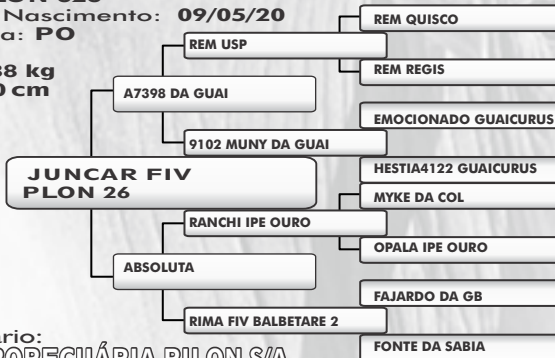 Nascimento: 09/05/20
a: PO
kg
cm
REM QUISCO
REM USP
REM REGIS
A7398 DA GUAI
EMOCIONADO GUAICURUS
9102 MUNY DA GUAI
HESTIA4122 GUAICURUS
JUNCAR FIV
PLON 26
MYKE DA COL
RANCHI IPE OURO
OPALA IPE OURO
ABSOLUTA
FAJARDO DA GB
RIMA FIV BALBETARE 2
FONTE DA SABIA
ário: